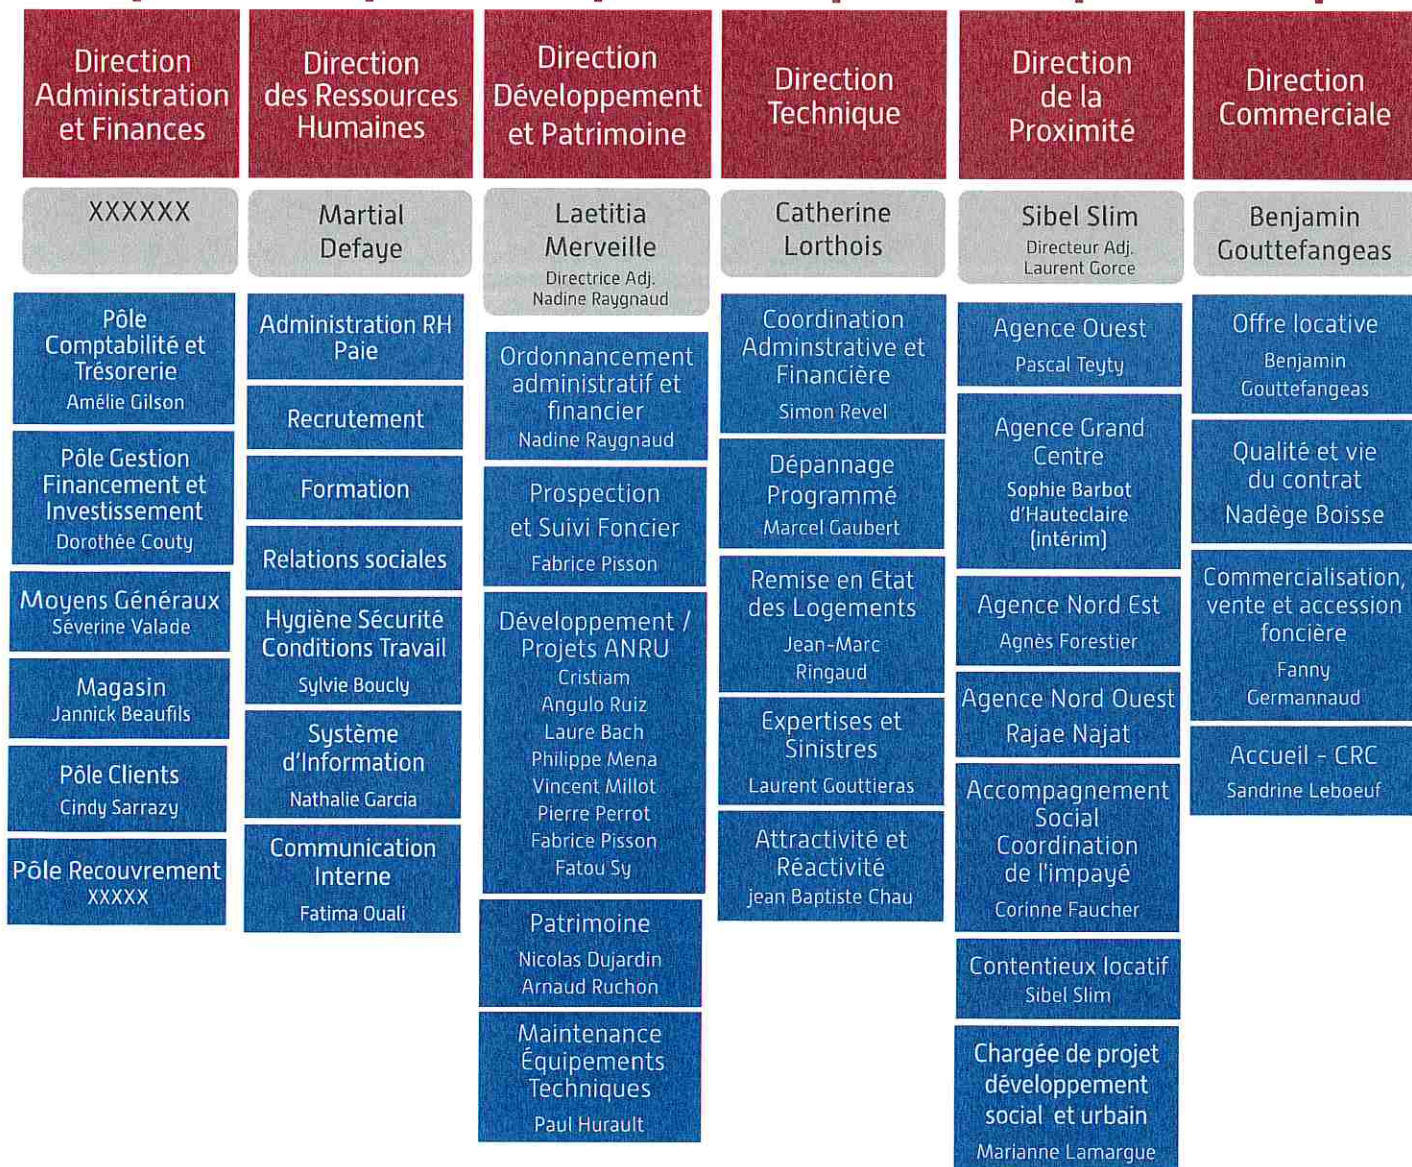 Direction
Administration
et Finances
XXXXXX
Pôle
Comptabilité et
Trésorerie
Amélie Gilson
Pôle Gestion
Financement et
Investissement
Dorothée Couty
Moyens Généraux
Séverine Valade
Magasin
Jannick Beaufils
Pôle Clients
Cindy Sarrazy
Pôle Recouvrement
XXXXX
Direction
des Ressources
Humaines
Martial
Defaye
Administration RH
Paie
Recrutement
Formation
Relations sociales
Hygiène Sécurité
Conditions Travail
Sylvie Boucly
Système
d'Information
Nathalie Garcia
Communication
Interne
Fatima Ouali
Direction
Développement
et Patrimoine
Laetitia
Merveille
Directrice Adj.
Nadine Raygnaud
Ordonnancement
administratif et
financier
Nadine Raygnaud
Prospection
et Suivi Foncier
Fabrice Pisson
Développement /
Projets ANRU
Cristiam
Angulo Ruiz
Laure Bach
Philippe Mena
Vincent Millot
Pierre Perrot
Fabrice Pisson
Fatou Sy
Patrimoine
Nicolas Dujardin
Arnaud Ruchon
Maintenance
Équipements
Techniques
Paul Hurault
Direction
Technique
Catherine
Lorthois
Coordination
Adminstrative et
Financière
Simon Revel
Dépannage
Programmé
Marcel Gaubert
Remise en Etat
des Logements
Jean-Marc
Ringaud
Expertises et
Sinistres
Laurent Gouttieras
Attractivité et
Réactivité
jean Baptiste Chau
Direction
de la
Proximité
Sibel Slim
Directeur Adj.
Laurent Gorce
Agence Ouest
Pascal Teyty
Agence Grand
Centre
Sophie Barbot
d'Hauteclaire
(intérim)
Agence Nord Est
Agnès Forestier
Agence Nord Ouest
Rajae Najat
Accompagnement
Social
Coordination
de l'impayé
Corinne Faucher
Contentieux locatif
Sibel Slim
Chargée de projet
développement
social et urbain
Marianne Lamargue
Direction
Commerciale
Benjamin
Gouttefangeas
Offre locative
Benjamin
Gouttefangeas
Qualité et vie
du contrat
Nadège Boisse
Commercialisation,
vente et accession
foncière
Fanny
Germannaud
Accueil - CRC
Sandrine Leboeuf